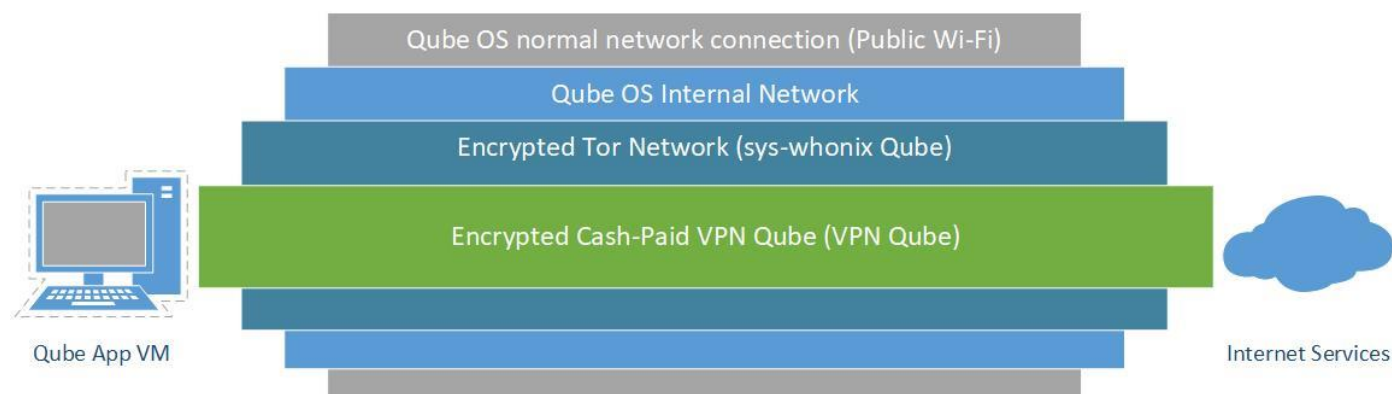 Qube OS normal network connection (Public Wi-Fi)
Qube OS Internal Network
Encrypted Tor Network (sys-whonix Qube)
Encrypted Cash-Paid VPN Qube (VPN Qube)
Qube App VM
Internet Services